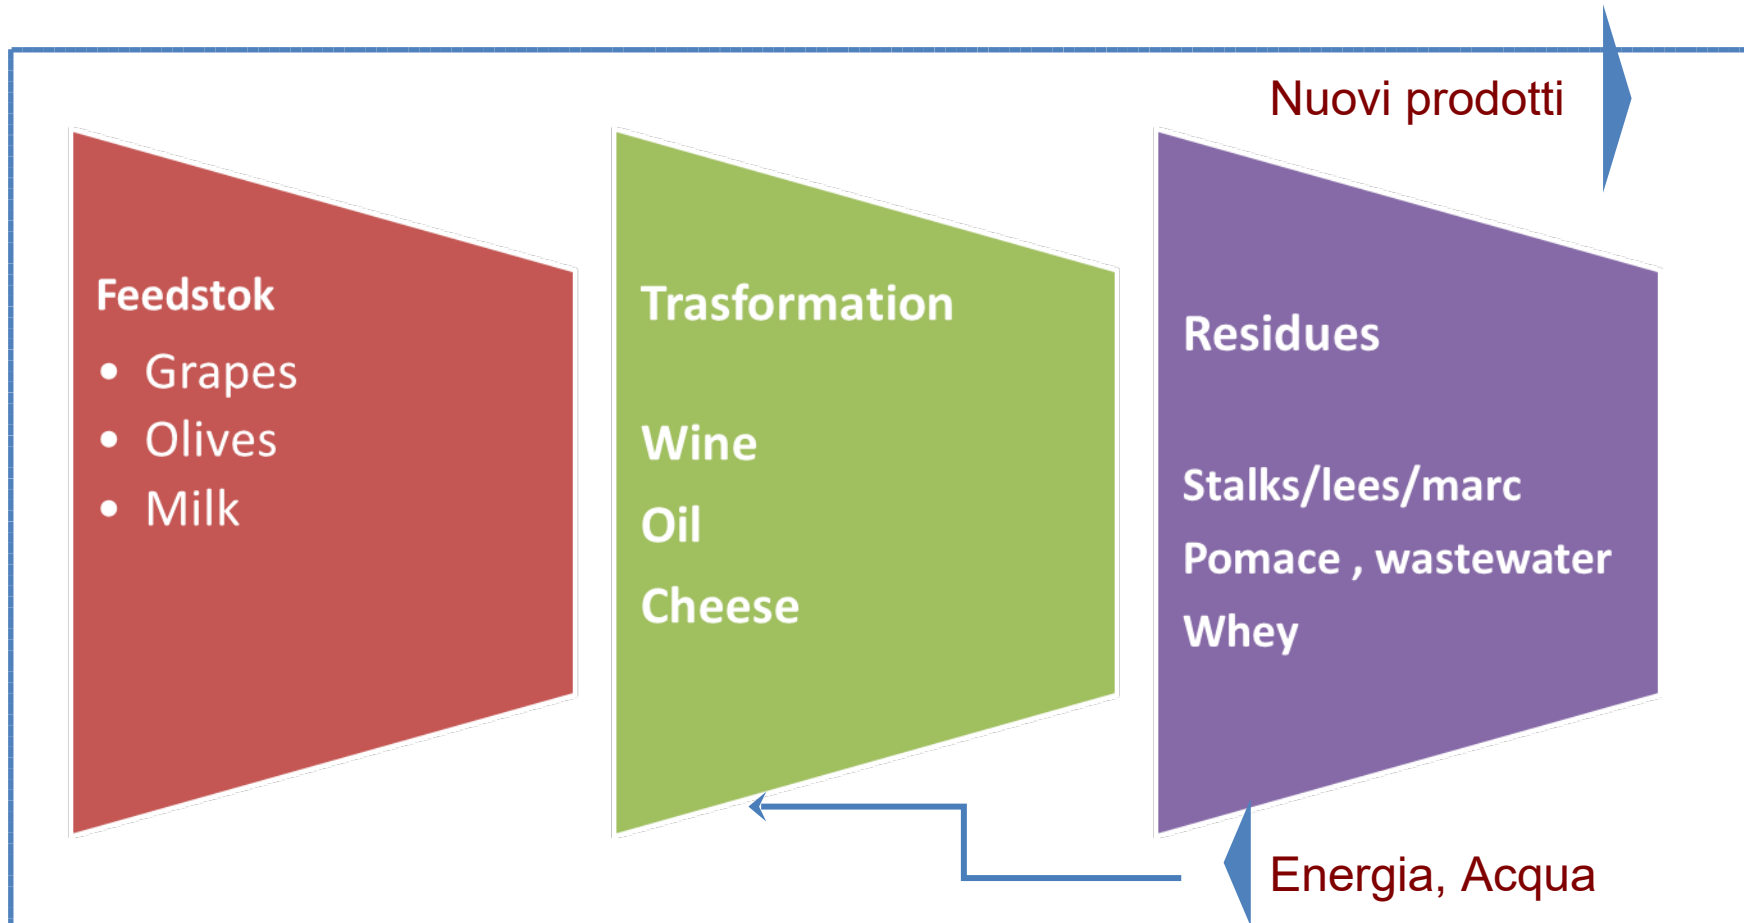 Nuovi prodotti
Feedstok
• Grapes
• Olives
• Milk
Trasformation
Wine
Oil
Cheese
Residues
Stalks/lees/marc
Pomace , wastewater
Whey
Energia, Acqua